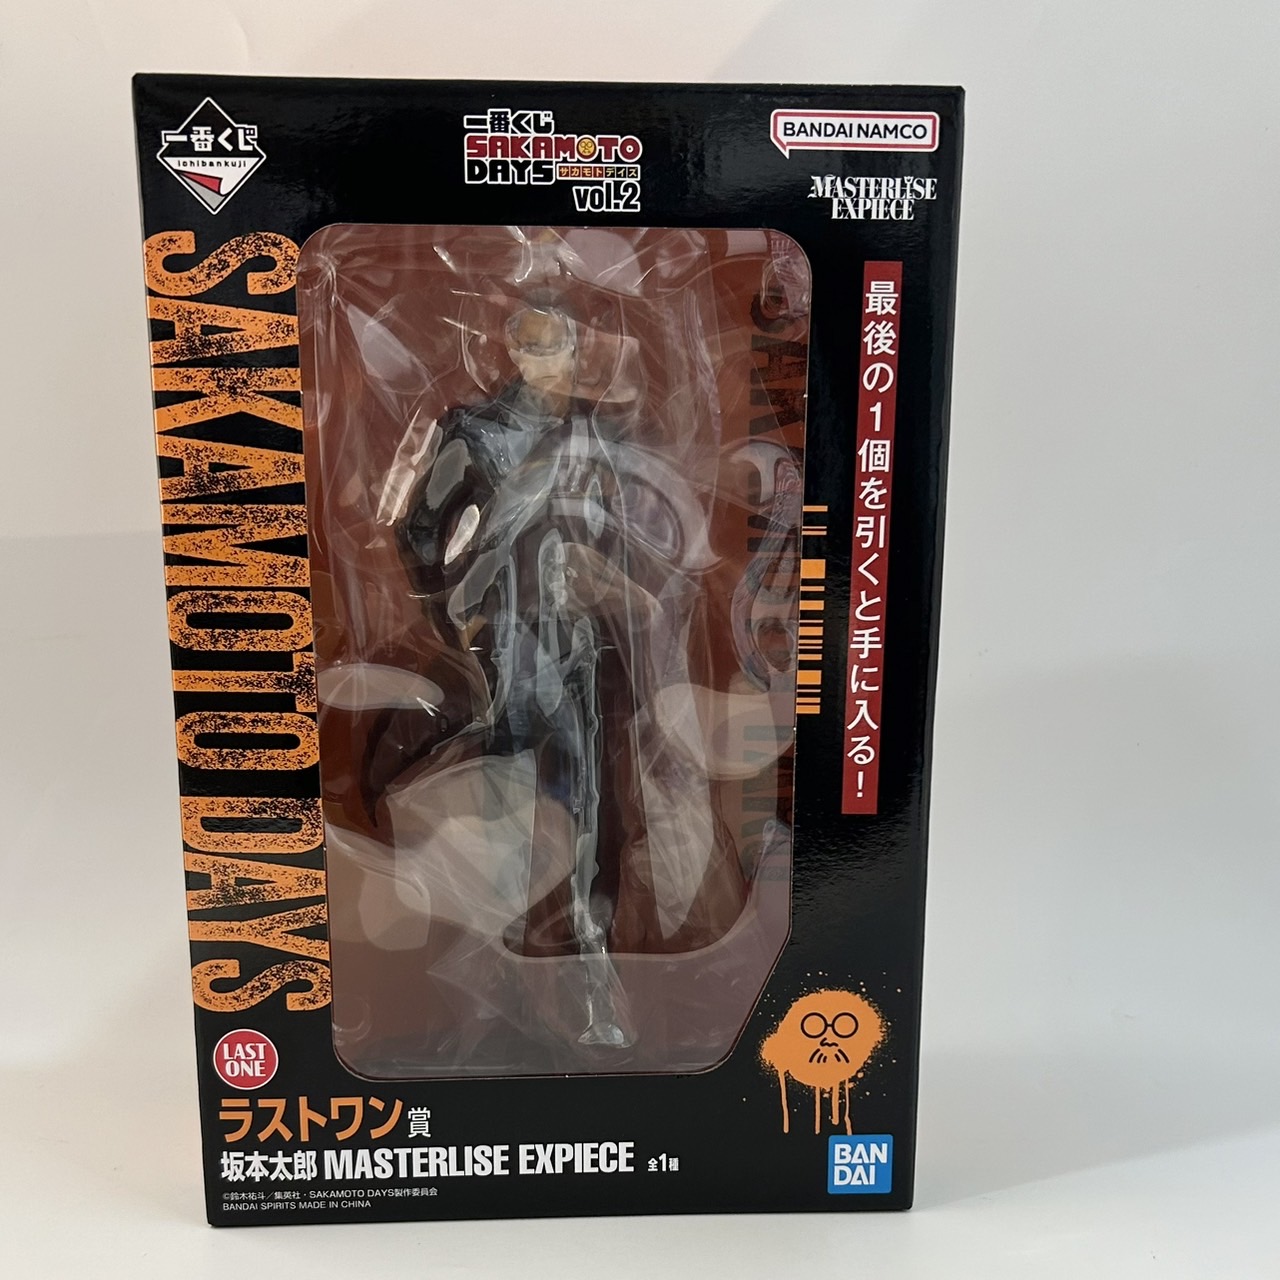 一番くじ
ichibankuji
一番くじ
SAKAMOTO
DAYS サカモトデイズ
vol.2
BANDAI NAMCO
MASTERLISE
EXPIECE
SAKAMOTO DAYS
最後の1個を引くと手に入る!
LAST
ONE
ラストワン賞
坂本太郎 MASTERLISE EXPIECE 全1種
©鈴木祐斗/集英社・SAKAMOTO DAYS製作委員会
BANDAI SPIRITS MADE IN CHINA
BAN
DAI